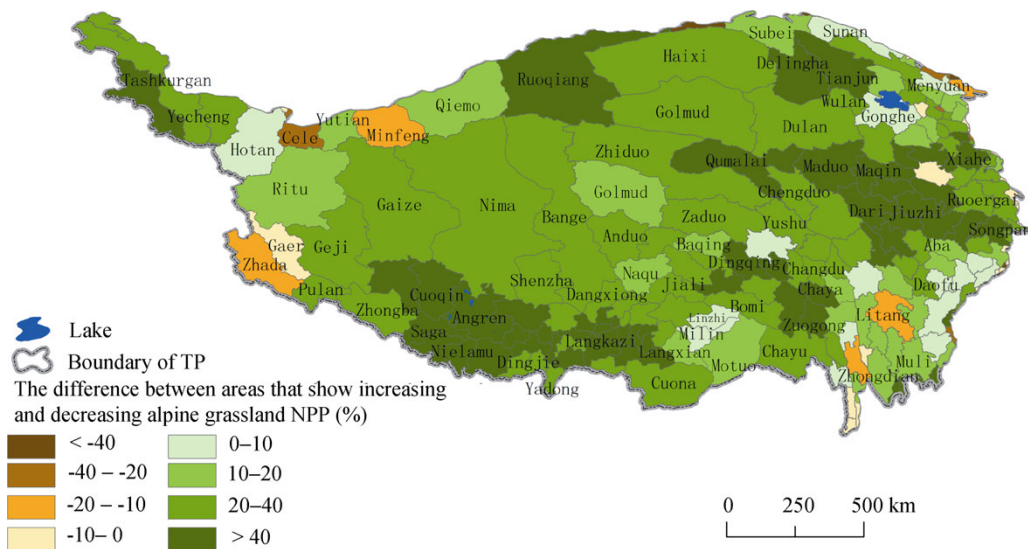 Sunan
Subei
Haixi
Delingha
Tashkurgan
Ruoqiang
Tianjun
Menyuan
Qiemo
Yecheng
Wulan
Golmud
Gonghe
Yutian
Cele
Minfeng
Dulan
Hotan
Zhiduo
Qumalai
Maduo
Xiahe
Maqin
Ritu
Golmud
Chengduo
Gaize
Nima
Ruoergai
Dari
Jiuzhi
Bange
Zaduo
Yushu
Songpan
Anduo
Gaer
Geji
Baqing
Aba
Zhada
Dingqing
Changdu
Naqu
Shenzha
Jiali
Daofu
Pulan
Chaya
Cuoqin
Dangxiong
Zhongba
Bomi
Litang
Angren
Linzhi
Zuogong
Saga
Milin
Langkazi
Nielamu
Langxian
Chayu
Dingjie
Motuo
Muli
Yadong
Cuona
Zhongdian
Lake
Boundary of TP
The difference between areas that show increasing
and decreasing alpine grassland NPP (%)
< -40
0–10
-40 – -20
10–20
-20 – -10
20–40
-10– 0
> 40
0 250 500 km